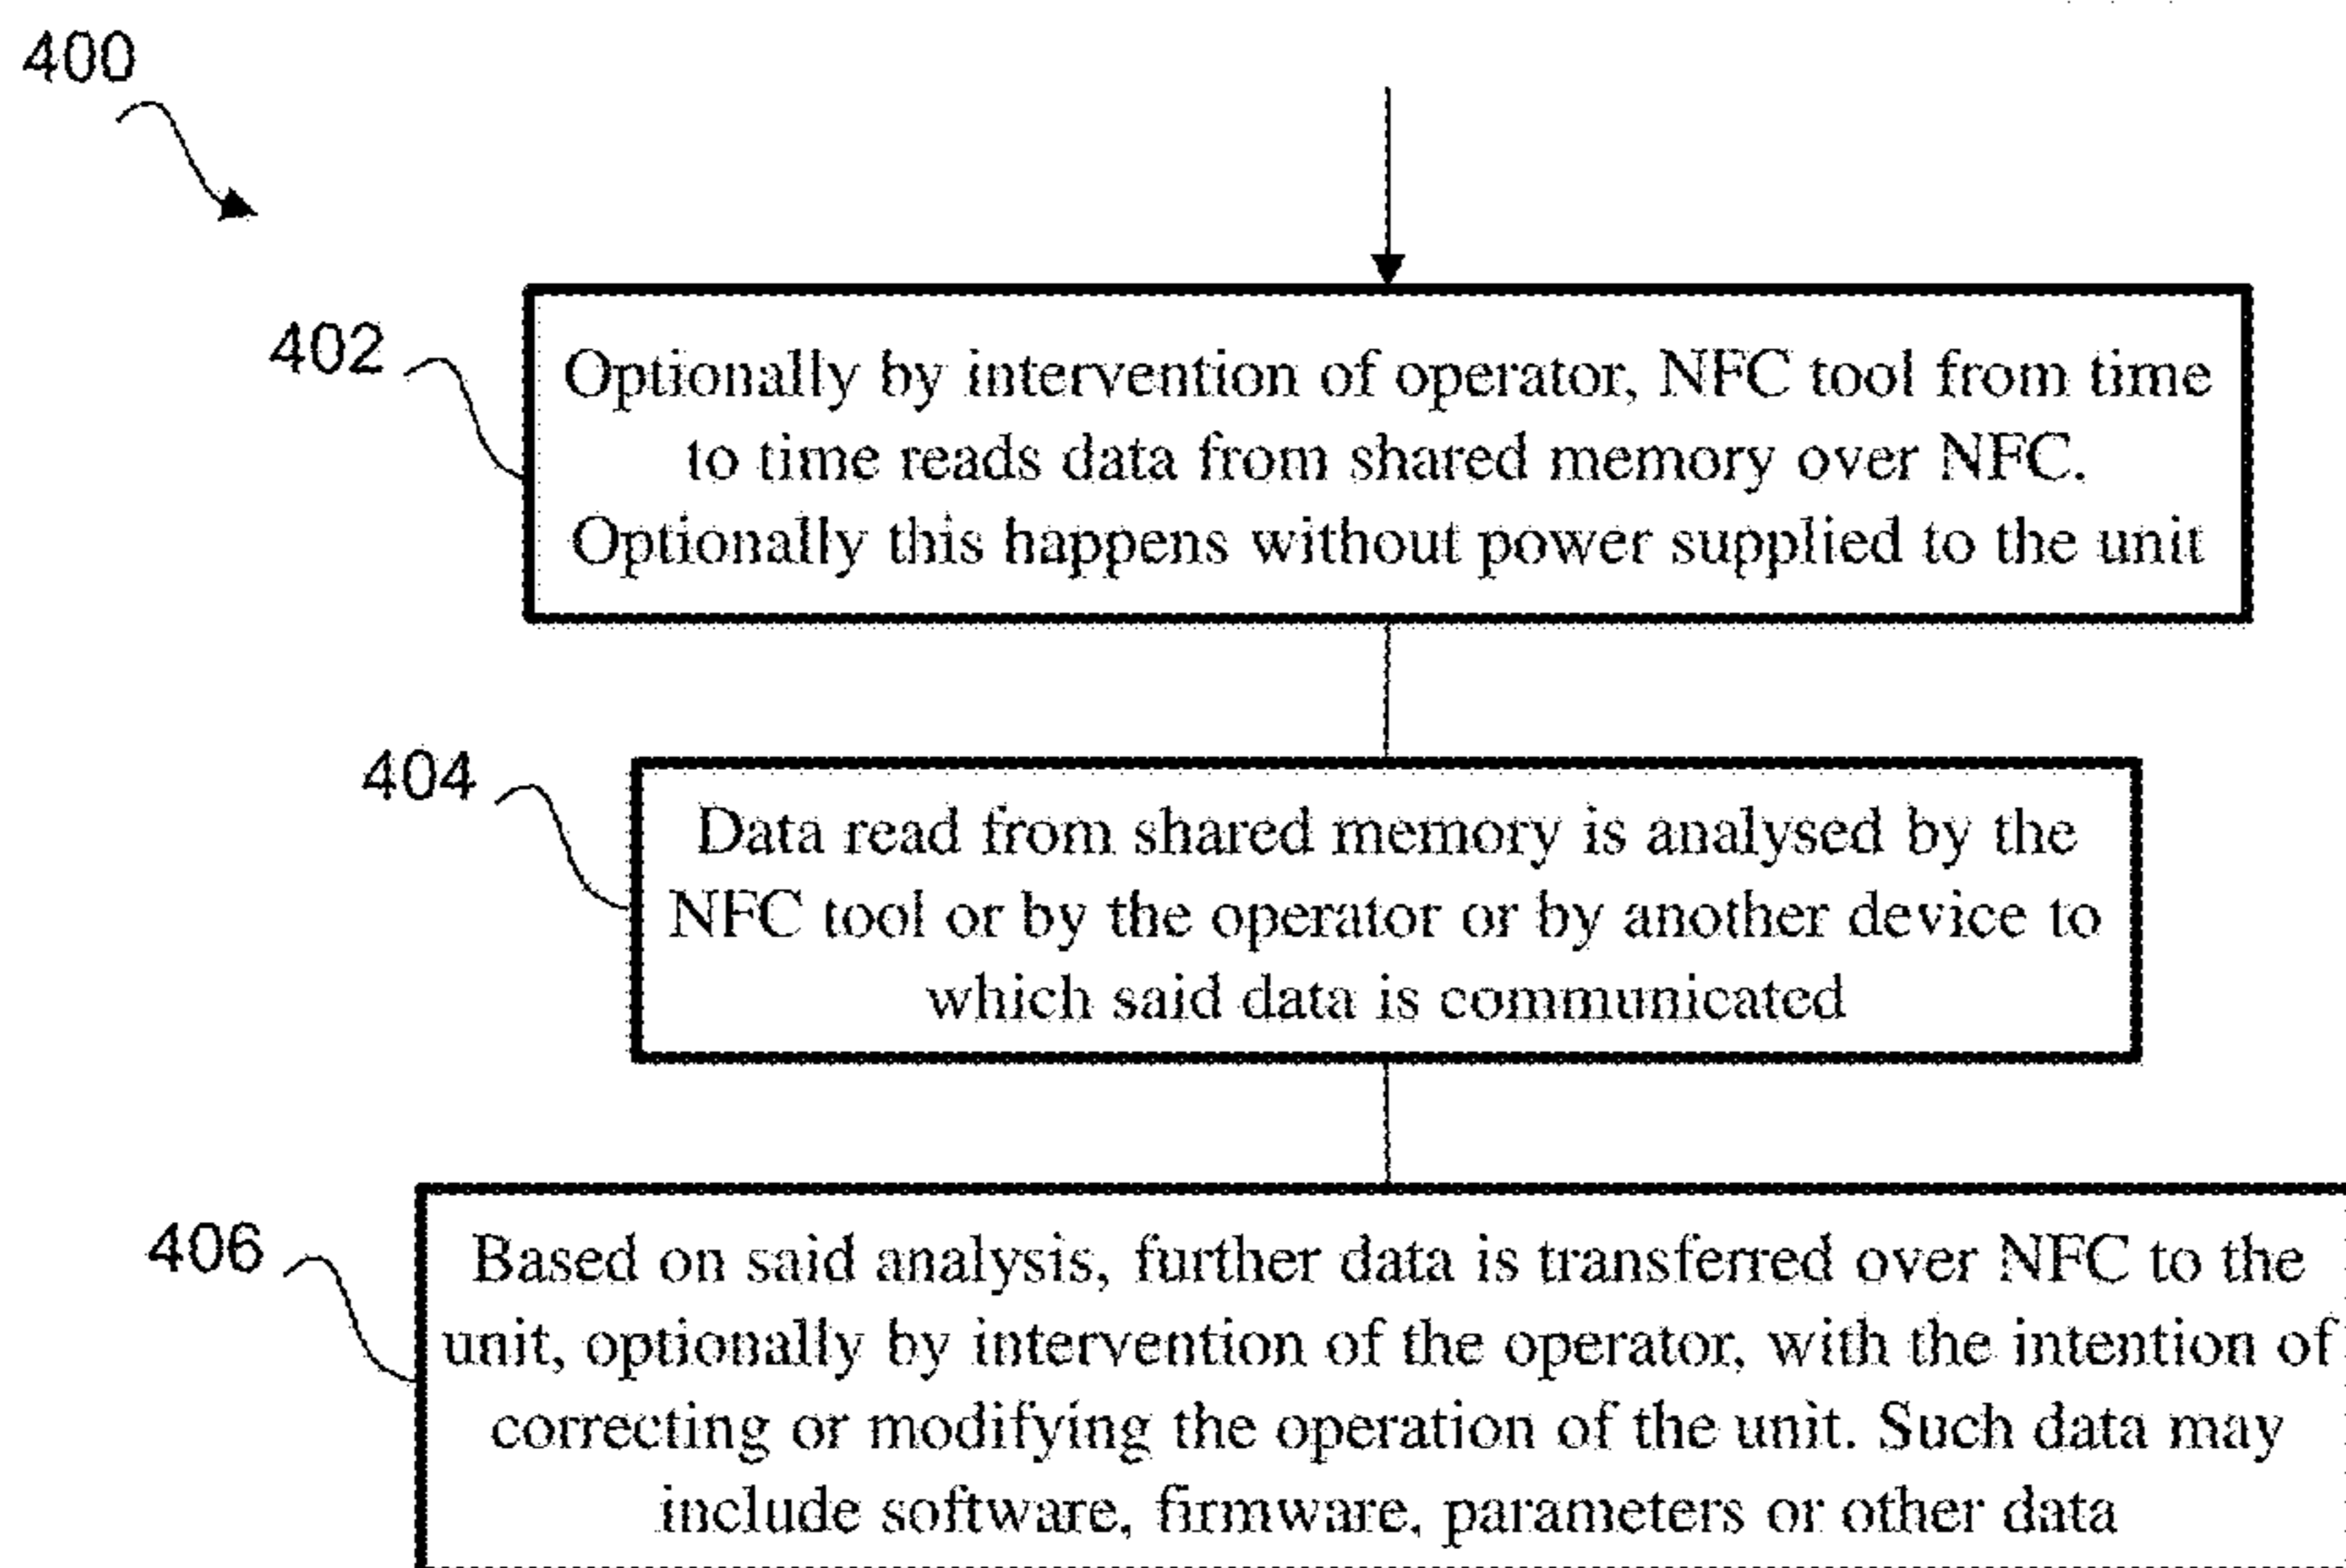 400
402
Optionally by intervention of operator, NFC tool from time
to time reads data from shared memory over NFC.
Optionally this happens without power supplied to the unit
404
Data read from shared memory is analysed by the
NFC tool or by the operator or by another device to
which said data is communicated
406
Based on said analysis, further data is transferred over NFC to the
unit, optionally by intervention of the operator, with the intention of
correcting or modifying the operation of the unit. Such data may
include software, firmware, parameters or other data